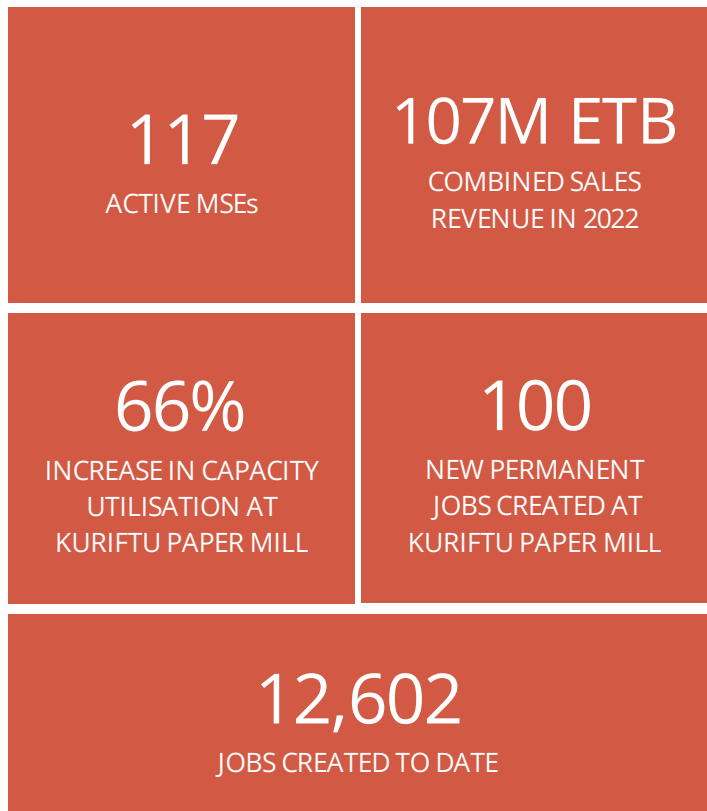 117
ACTIVE MSEs
107M ETB
COMBINED SALES
REVENUE IN 2022
66%
INCREASE IN CAPACITY
UTILISATION AT
KURIFTU PAPER MILL
100
NEW PERMANENT
JOBS CREATED AT
KURIFTU PAPER MILL
12,602
JOBS CREATED TO DATE